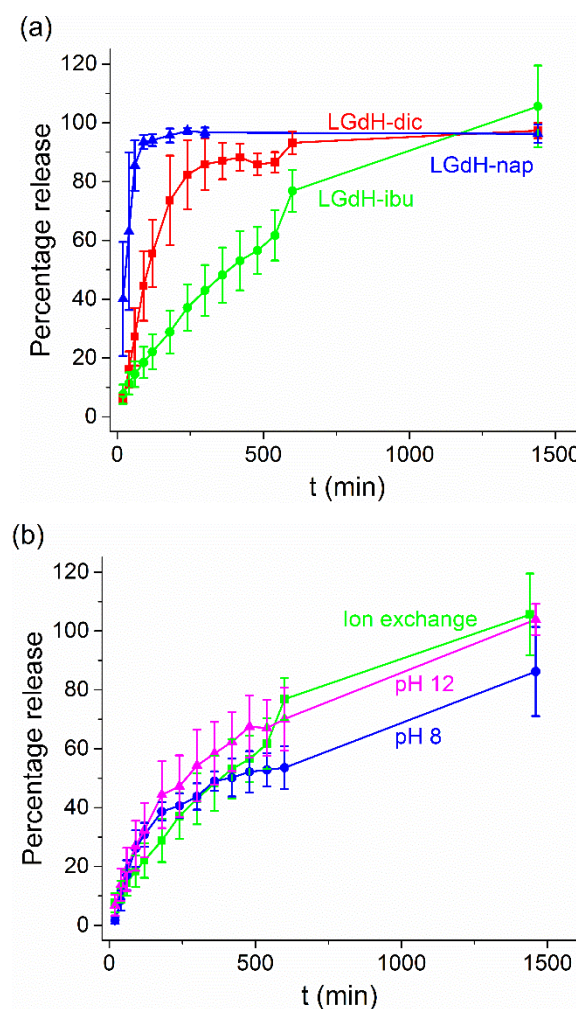 (a)
120
100
80
60
40
20
0
Percentage release
LGdH-dic
LGdH-nap
LGdH-ibu
0
500
1000
1500
t (min)
(b)
120
100
80
60
40
20
0
Percentage release
Ion exchange
pH 12
pH 8
0
500
1000
1500
t (min)